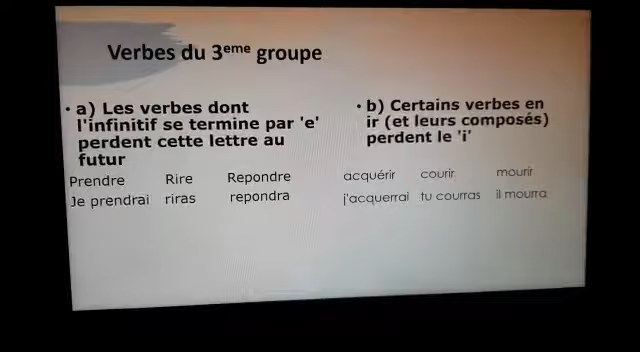 Verbes du 3eme groupe
• a) Les verbes dont
l'infinitif se termine par 'e'
perdent cette lettre au
futur
Prendre Rire Repondre
Je prendrai riras repondra
• b) Certains verbes en
ir (et leurs composés)
perdent le 'i'
acquérir courir mourir
j'acquerrai tu courras il mourra